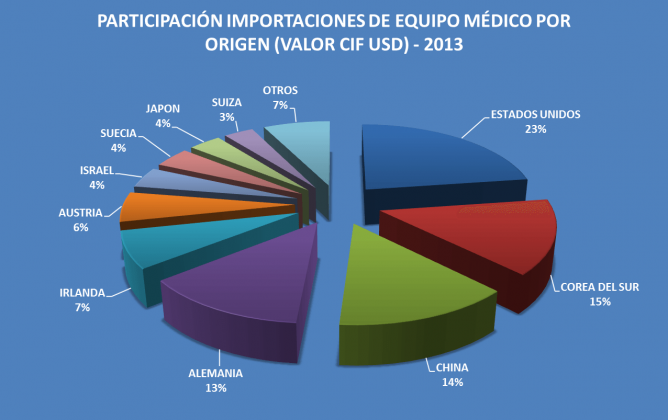 PARTICIPACIÓN IMPORTACIONES DE EQUIPO MÉDICO POR
ORIGEN (VALOR CIF USD) - 2013
OTROS
7%
ESTADOS UNIDOS
23%
COREA DEL SUR
15%
CHINA
14%
ALEMANIA
13%
IRLANDA
7%
AUSTRIA
6%
ISRAEL
4%
SUECIA
4%
JAPON
4%
SUIZA
3%